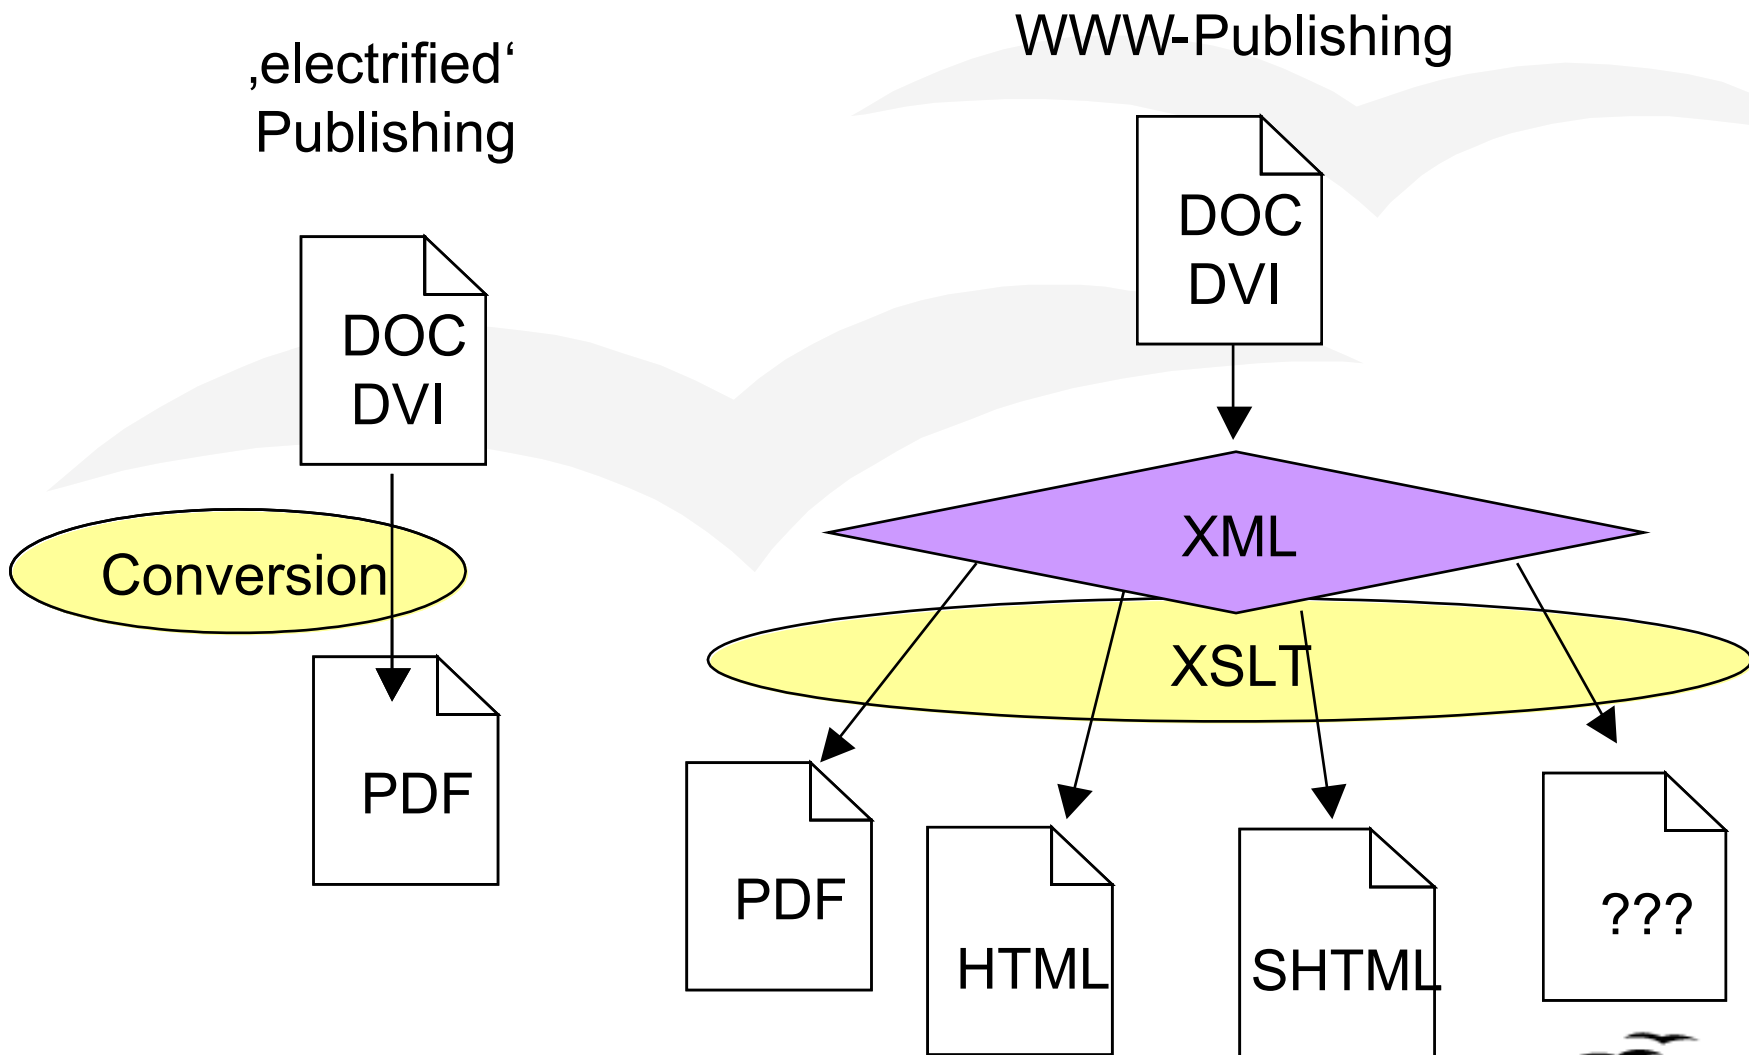 ‚electrified‘
Publishing
DOC
DVI
Conversion
PDF
WWW-Publishing
DOC
DVI
XML
XSLT
PDF
HTML
SHTML
???